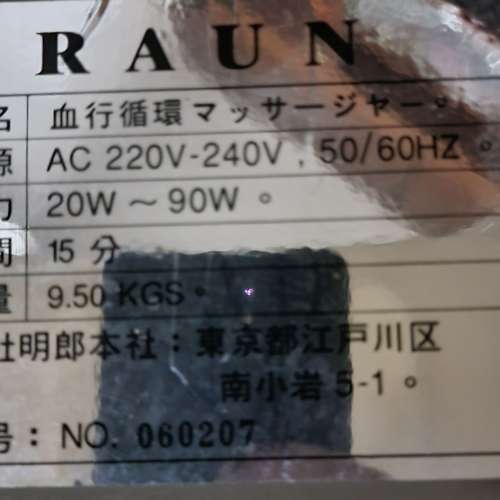 RAUN
名 血行循環マッサージャー。
源 AC 220V-240V , 50/60HZ 。
力 20W ～ 90W 。
間 15 分
量 9.50 KGS 。
社明郎本社：東京都江戸川区
南小岩 5-1 。
号：NO. 060207